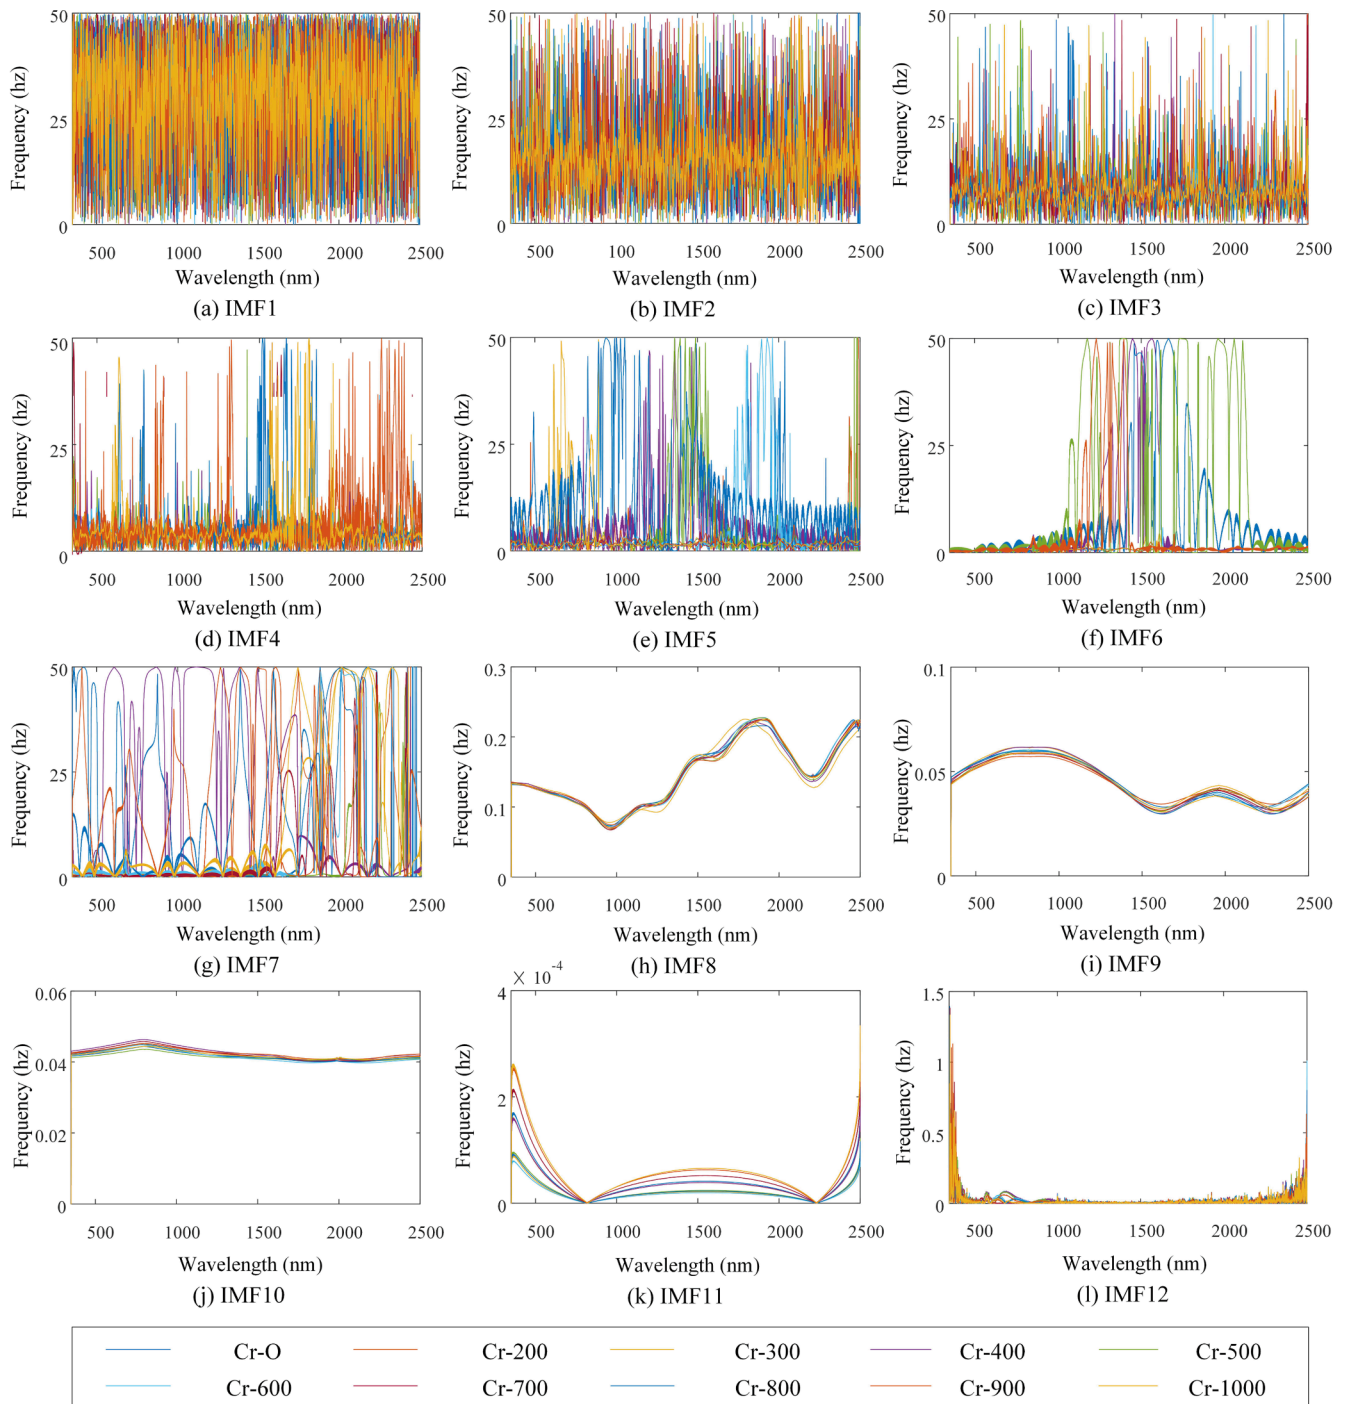 50 50 50
Frequency (hz) Frequency (hz) Frequency (hz)
25 25 25
0 0 0
500 1000 1500 2000 2500 500 100 1500 2000 2500 500 1000 1500 2000 2500
Wavelength (nm) Wavelength (nm) Wavelength (nm)
(a) IMF1 (b) IMF2 (c) IMF3
50 50 50
Frequency (hz) Frequency (hz) Frequency (hz)
25 25 25
0 0 0
500 1000 1500 2000 2500 500 1000 1500 2000 2500 500 1000 1500 2000 2500
Wavelength (nm) Wavelength (nm) Wavelength (nm)
(d) IMF4 (e) IMF5 (f) IMF6
50 0.3 0.1
Frequency (hz) Frequency (hz) Frequency (hz)
0.2
25 0.05
0.1
0 0 0
500 1000 1500 2000 2500 500 1000 1500 2000 2500 500 1000 1500 2000 2500
Wavelength (nm) Wavelength (nm) Wavelength (nm)
(g) IMF7 (h) IMF8 (i) IMF9
× 10-4
0.06 4 1.5
Frequency (hz) Frequency (hz) Frequency (hz)
0.04 1
2
0.02 0.5
0 0 0
500 1000 1500 2000 2500 500 1000 1500 2000 2500 500 1000 1500 2000 2500
Wavelength (nm) Wavelength (nm) Wavelength (nm)
(j) IMF10 (k) IMF11 (l) IMF12
Cr-O Cr-200 Cr-300 Cr-400 Cr-500
Cr-600 Cr-700 Cr-800 Cr-900 Cr-1000